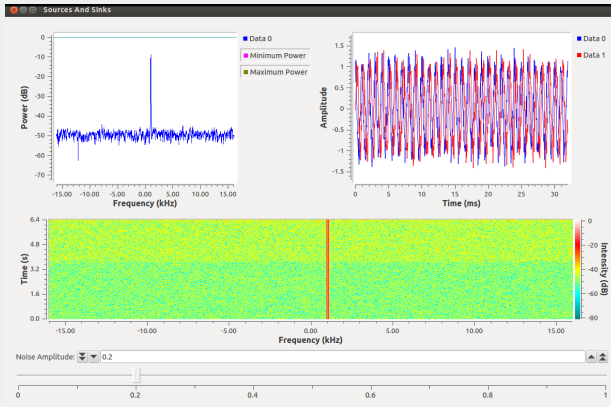 Sources And Sinks
Data 0
Minimum Power
Maximum Power
Power (dB)
0
-10
-20
-30
-40
-50
-60
-70
-15.00 -10.00 -5.00 0.00 5.00 10.00 15.00
Frequency (kHz)
Data 0
Data 1
Amplitude
1.5
1
0.5
0
-0.5
-1
-1.5
0 5 10 15 20 25 30
Time (ms)
Time (s)
6.4
4.8
3.2
1.6
0.0
-15.00 -10.00 -5.00 0.00 5.00 10.00 15.00
Frequency (kHz)
0
-20
-40
-60
-80
Intensity (dB)
Noise Amplitude: 0.2
0 0.2 0.4 0.6 0.8 1